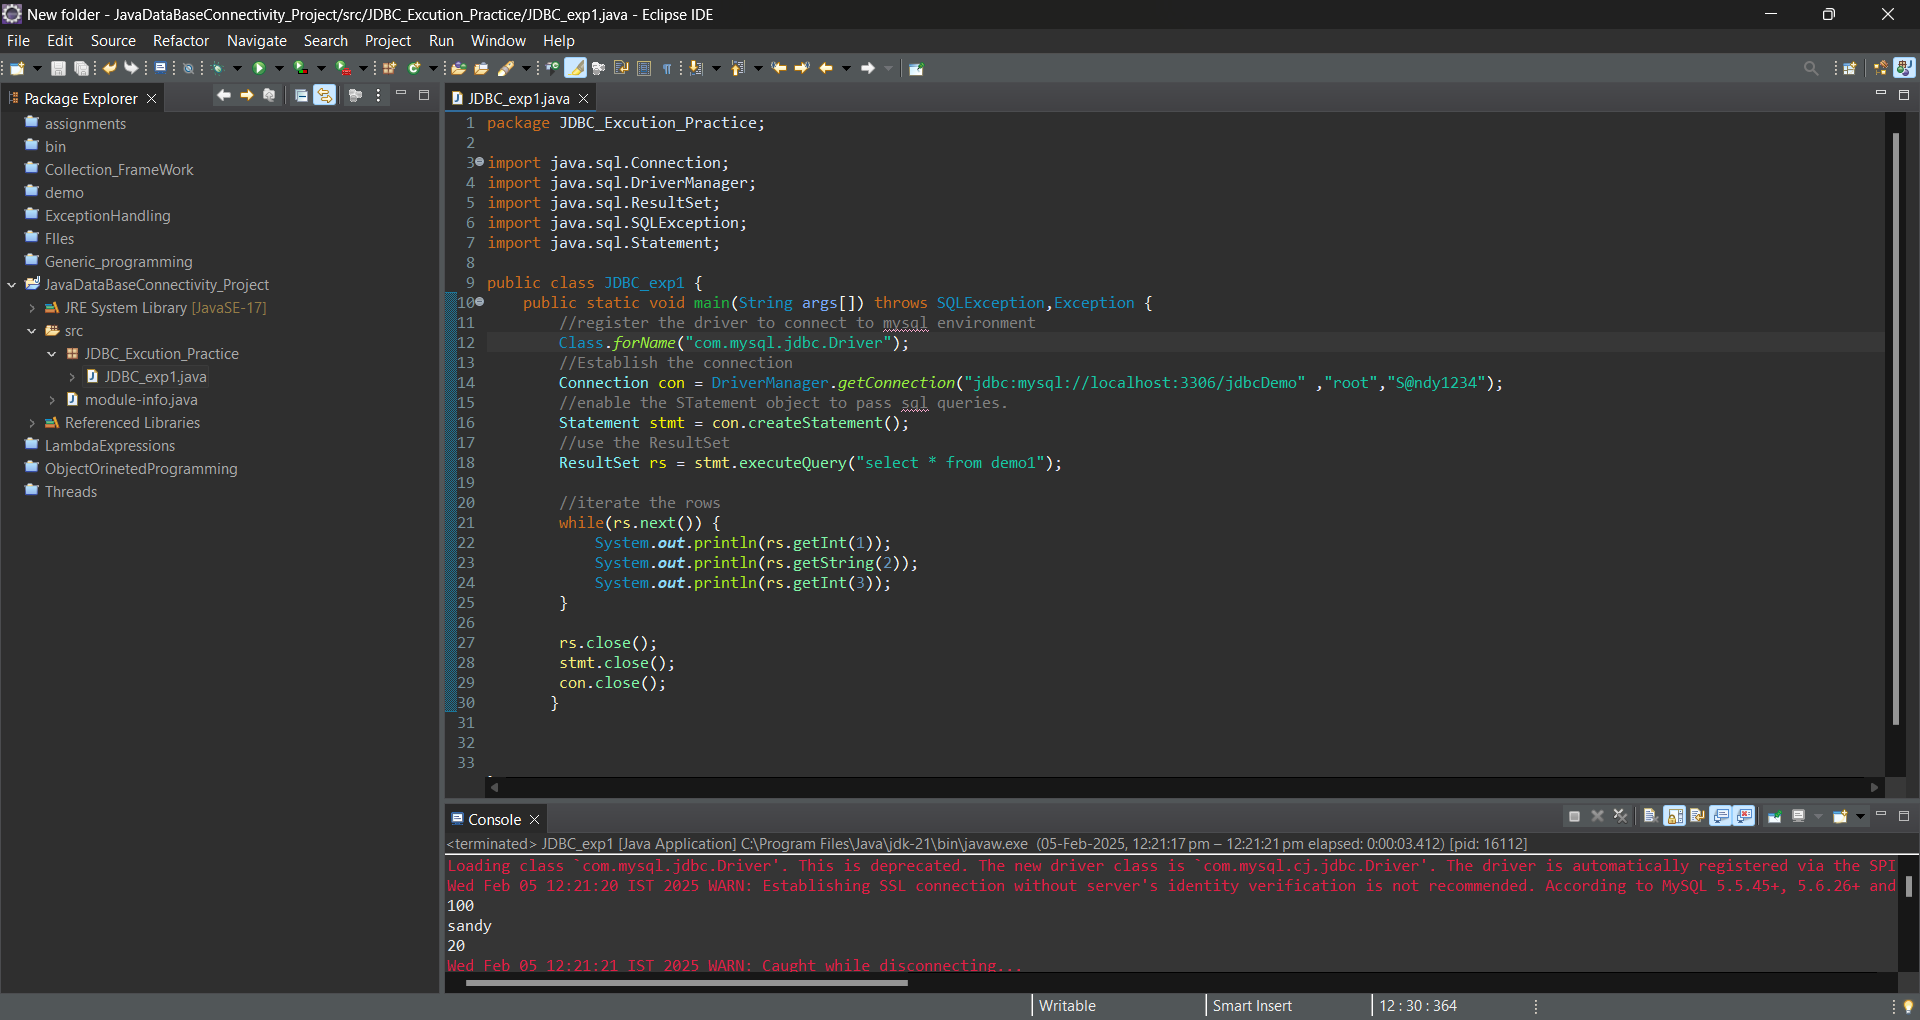 New folder - JavaDataBaseConnectivity_Project/src/JDBC_Excution_Practice/JDBC_exp1.java - Eclipse IDE
File Edit Source Refactor Navigate Search Project Run Window Help
Package Explorer
assignments
bin
Collection_FrameWork
demo
ExceptionHandling
FIles
Generic_programming
JavaDataBaseConnectivity_Project
JRE System Library [JavaSE-17]
src
JDBC_Excution_Practice
JDBC_exp1.java
module-info.java
Referenced Libraries
LambdaExpressions
ObjectOrinetedProgramming
Threads
JDBC_exp1.java
1 package JDBC_Excution_Practice;
2
3 import java.sql.Connection;
4 import java.sql.DriverManager;
5 import java.sql.ResultSet;
6 import java.sql.SQLException;
7 import java.sql.Statement;
8
9 public class JDBC_exp1 {
10 public static void main(String args[]) throws SQLException,Exception {
11 //register the driver to connect to mysql environment
12 Class.forName("com.mysql.jdbc.Driver");
13 //Establish the connection
14 Connection con = DriverManager.getConnection("jdbc:mysql://localhost:3306/jdbcDemo" ,"root","S@ndy1234");
15 //enable the STatement object to pass sql queries.
16 Statement stmt = con.createStatement();
17 //use the ResultSet
18 ResultSet rs = stmt.executeQuery("select * from demo1");
19
20 //iterate the rows
21 while(rs.next()) {
22 System.out.println(rs.getInt(1));
23 System.out.println(rs.getString(2));
24 System.out.println(rs.getInt(3));
25 }
26
27 rs.close();
28 stmt.close();
29 con.close();
30 }
31
32
33
Console
<terminated> JDBC_exp1 [Java Application] C:\Program Files\Java\jdk-21\bin\javaw.exe (05-Feb-2025, 12:21:17 pm – 12:21:21 pm elapsed: 0:00:03.412) [pid: 16112]
Loading class `com.mysql.jdbc.Driver'. This is deprecated. The new driver class is `com.mysql.cj.jdbc.Driver'. The driver is automatically registered via the SPI
Wed Feb 05 12:21:20 IST 2025 WARN: Establishing SSL connection without server's identity verification is not recommended. According to MySQL 5.5.45+, 5.6.26+ and
100
sandy
20
Wed Feb 05 12:21:21 IST 2025 WARN: Caught while disconnecting...
Writable Smart Insert 12 : 30 : 364